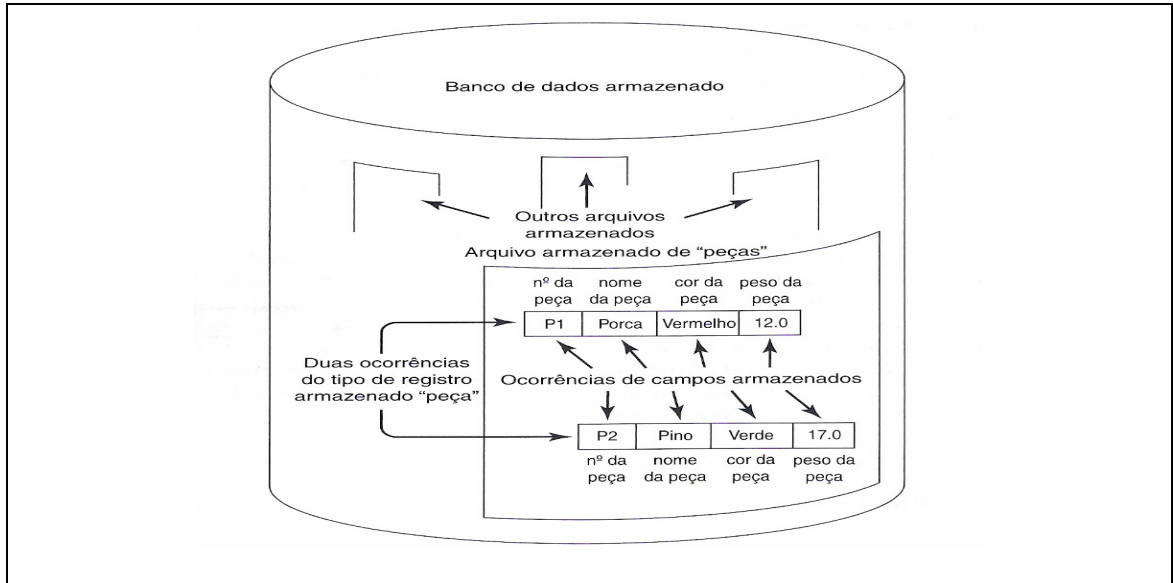 Banco de dados armazenado
Outros arquivos
armazenados
Arquivo armazenado de “peças”
nº da
peça
nome
da peça
cor da
peça
peso da
peça
P1
Porca
Vermelho
12.0
Duas ocorrências
do tipo de registro
armazenado “peça”
Ocorrências de campos armazenados
P2
Pino
Verde
17.0
nº da
peça
nome
da peça
cor da
peça
peso da
peça